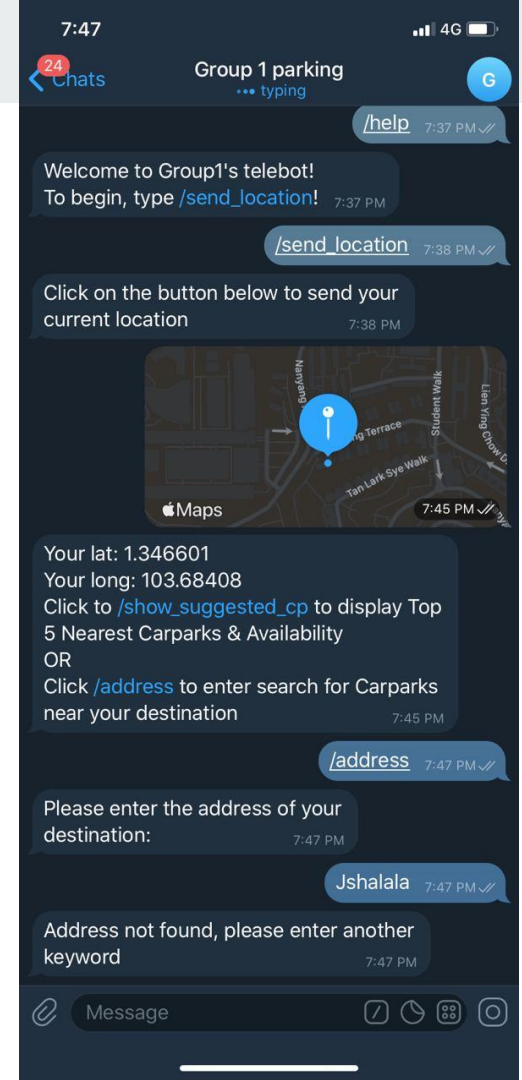 7:47
4G
24
Chats
Group 1 parking
typing
G
/help 7:37 PM
Welcome to Group1's telebot!
To begin, type /send_location! 7:37 PM
/send_location 7:38 PM
Click on the button below to send your
current location 7:38 PM
Nanyang
Student Walk
Lien Ying Chow D
ng Terrace
Tan Lark Sye Walk
Maps
7:45 PM
Your lat: 1.346601
Your long: 103.68408
Click to /show_suggested_cp to display Top
5 Nearest Carparks & Availability
OR
Click /address to enter search for Carparks
near your destination 7:45 PM
/address 7:47 PM
Please enter the address of your
destination: 7:47 PM
Jshalala 7:47 PM
Address not found, please enter another
keyword 7:47 PM
Message